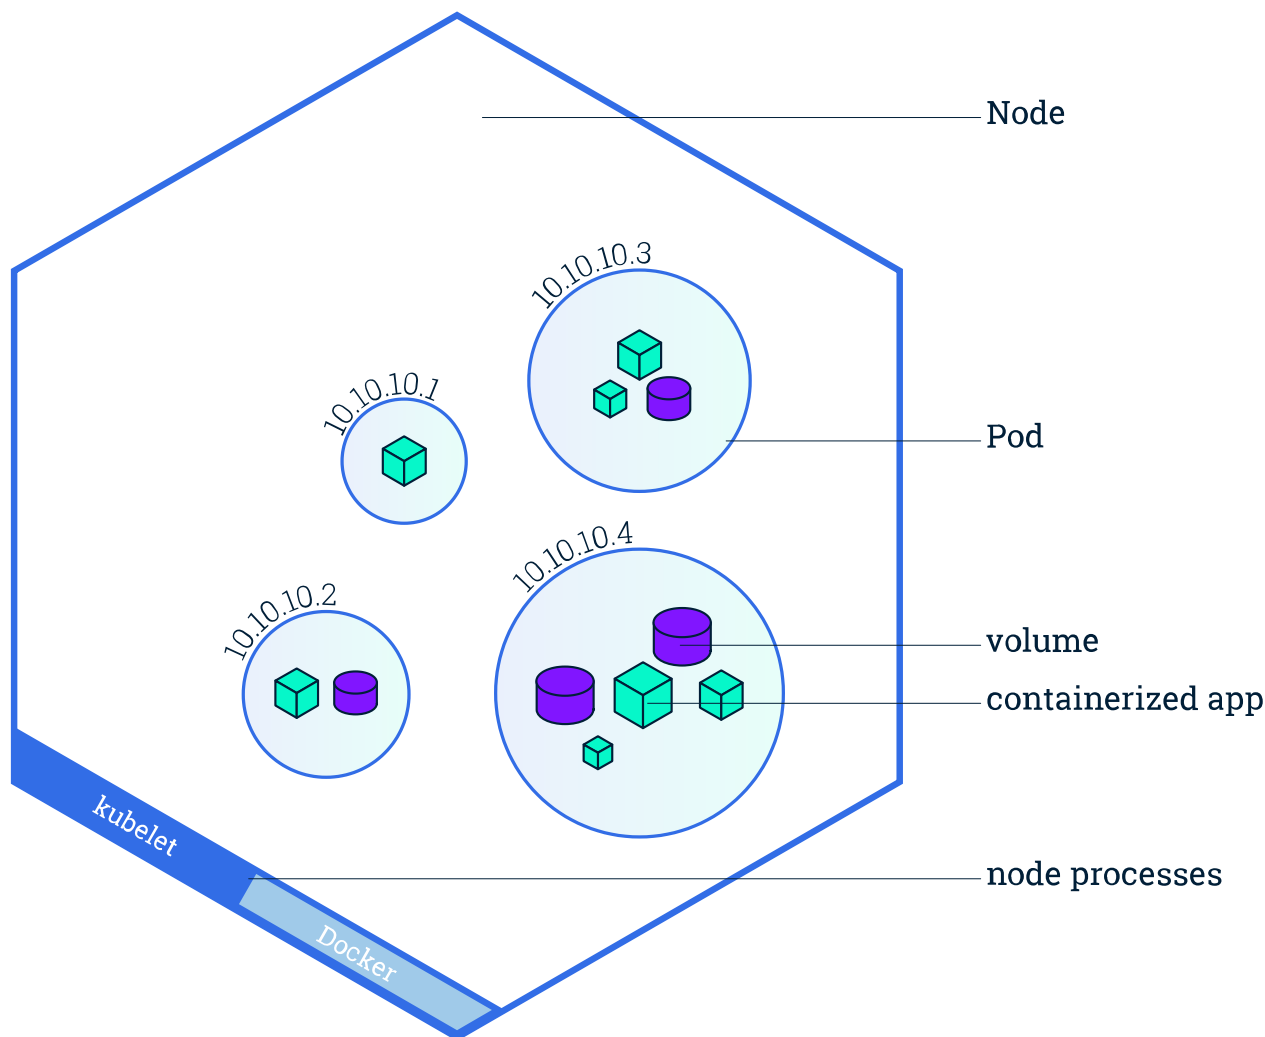 Node
10.10.10.3
10.10.10.1
Pod
10.10.10.4
10.10.10.2
volume
containerized app
kubelet
node processes
Docker